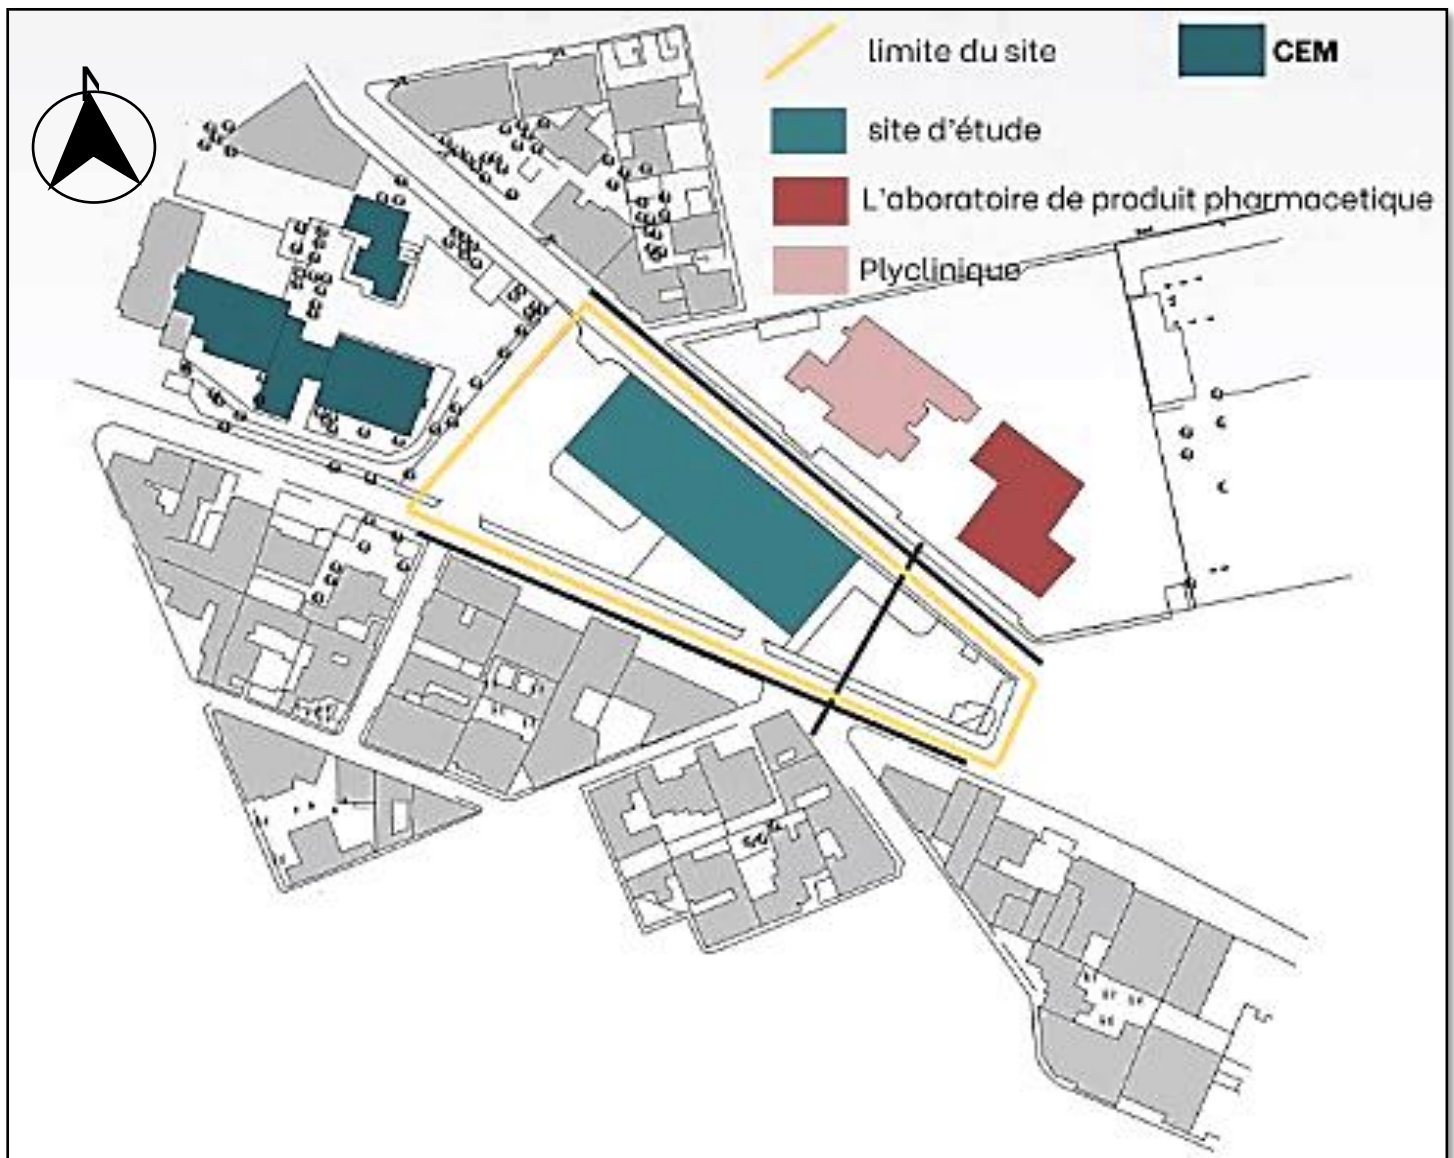 N
limite du site
CEM
site d'étude
L'aboratoire de produit pharmacetique
Plyclinique